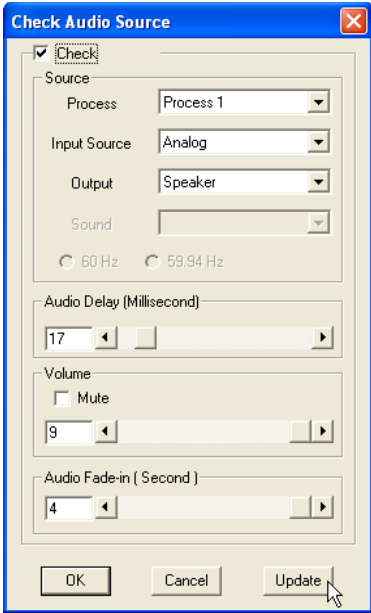 Check Audio Source
Check
Source
Process Process 1
Input Source Analog
Output Speaker
Sound
60 Hz 59.94 Hz
Audio Delay (Millisecond)
17
Volume
Mute
9
Audio Fade-in ( Second )
4
OK Cancel Update